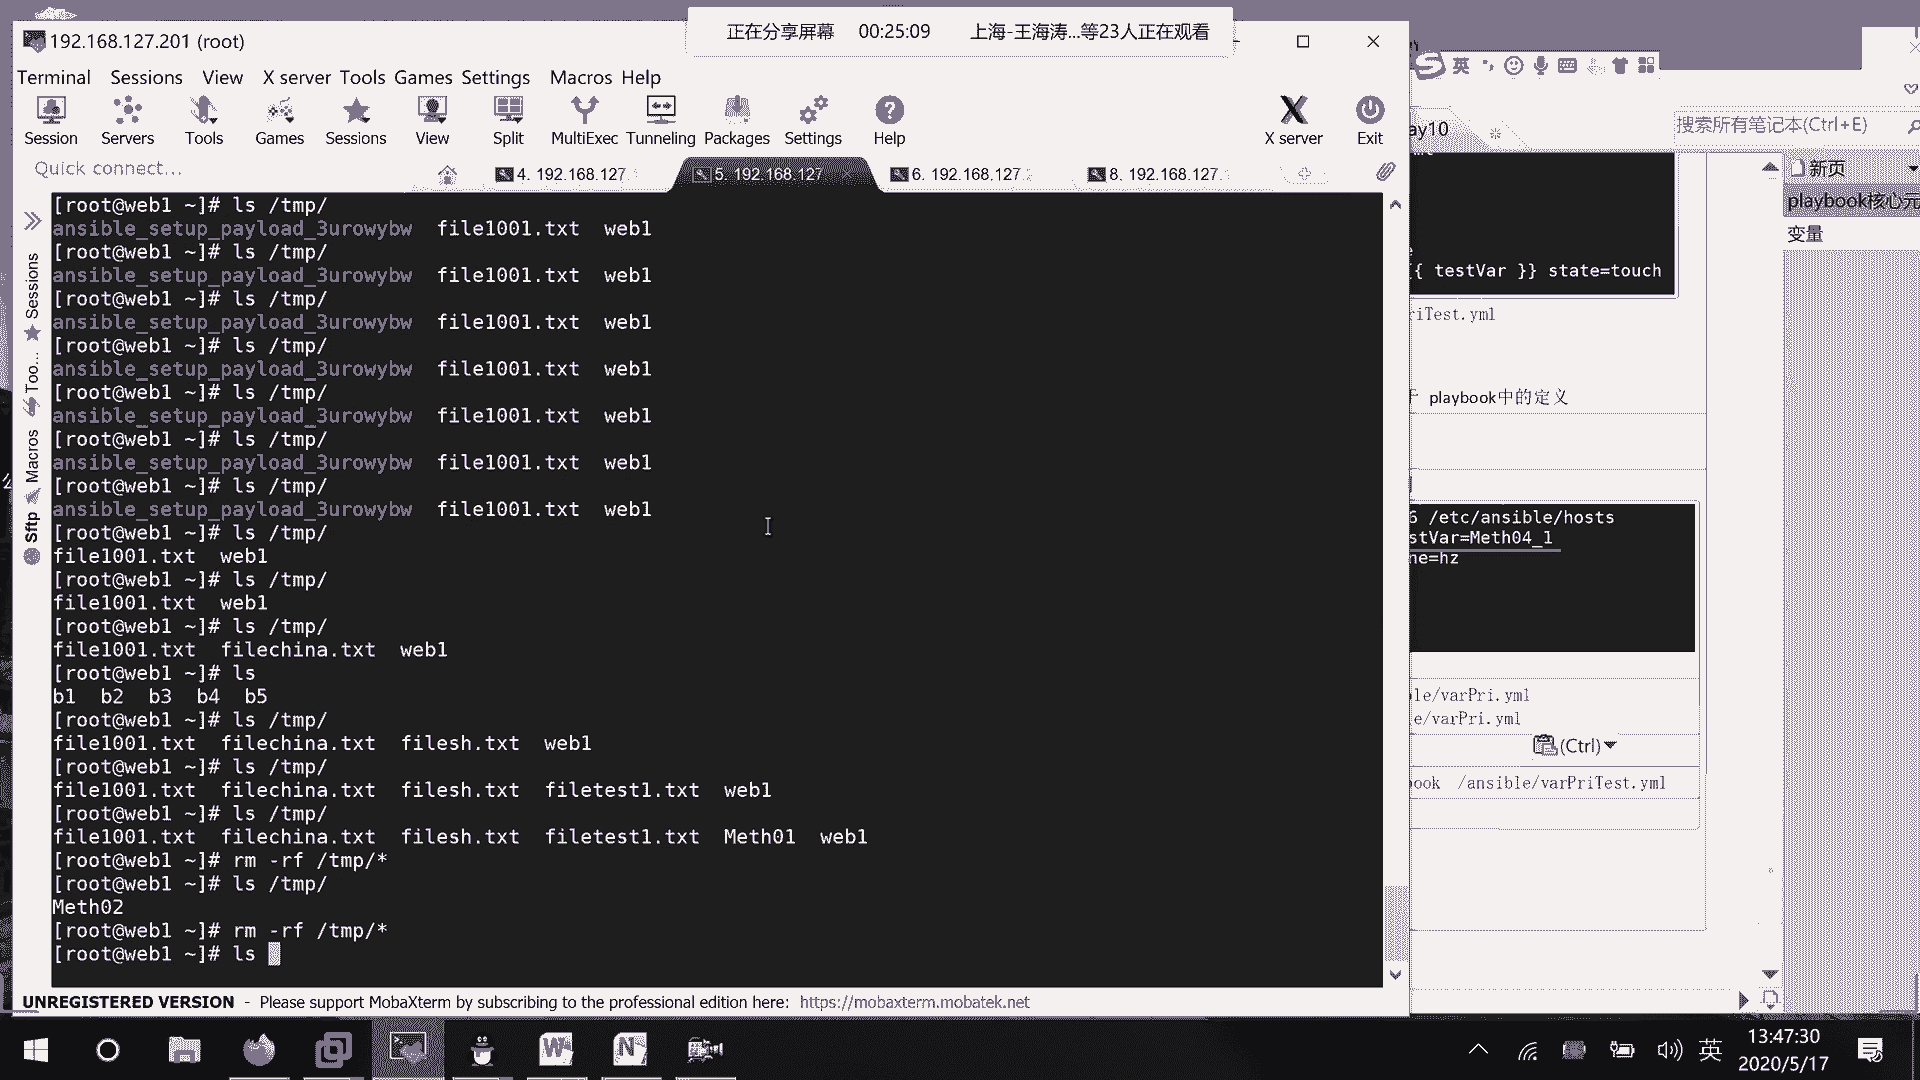 正在分享屏幕 00:25:09 上海-王海涛...等23人正在观看
192.168.127.201 (root)
Terminal Sessions View X server Tools Games Settings Macros Help
Session Servers Tools Games Sessions View Split MultiExec Tunneling Packages Settings Help X server Exit
Quick connect...
4. 192.168.127
5. 192.168.127
6. 192.168.127.
8. 192.168.127.
Sessions
Too...
Macros
Sftp
[root@web1 ~]# ls /tmp/
ansible_setup_payload_3urowybw file1001.txt web1
[root@web1 ~]# ls /tmp/
ansible_setup_payload_3urowybw file1001.txt web1
[root@web1 ~]# ls /tmp/
ansible_setup_payload_3urowybw file1001.txt web1
[root@web1 ~]# ls /tmp/
ansible_setup_payload_3urowybw file1001.txt web1
[root@web1 ~]# ls /tmp/
ansible_setup_payload_3urowybw file1001.txt web1
[root@web1 ~]# ls /tmp/
ansible_setup_payload_3urowybw file1001.txt web1
[root@web1 ~]# ls /tmp/
ansible_setup_payload_3urowybw file1001.txt web1
[root@web1 ~]# ls /tmp/
file1001.txt web1
[root@web1 ~]# ls /tmp/
file1001.txt web1
[root@web1 ~]# ls /tmp/
file1001.txt filechina.txt web1
[root@web1 ~]# ls
b1 b2 b3 b4 b5
[root@web1 ~]# ls /tmp/
file1001.txt filechina.txt filesh.txt web1
[root@web1 ~]# ls /tmp/
file1001.txt filechina.txt filesh.txt filetest1.txt web1
[root@web1 ~]# ls /tmp/
file1001.txt filechina.txt filesh.txt filetest1.txt Meth01 web1
[root@web1 ~]# rm -rf /tmp/*
[root@web1 ~]# ls /tmp/
Meth02
[root@web1 ~]# rm -rf /tmp/*
[root@web1 ~]# ls
UNREGISTERED VERSION - Please support MobaXterm by subscribing to the professional edition here: https://mobaxterm.mobatek.net
英
ay10
搜索所有笔记本(Ctrl+E)
新页
playbook核心元
变量
{ testVar }} state=touch
riTest.yml
playbook中的定义
6 /etc/ansible/hosts
stVar=Meth04_1
ne=hz
le/varPri.yml
e/varPri.yml
(Ctrl)
ook /ansible/varPriTest.yml
英
13:47:30
2020/5/17